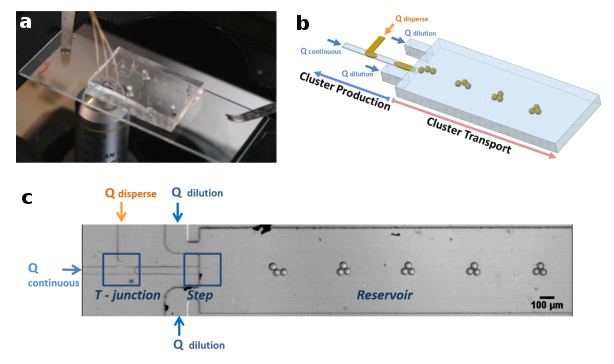 a
b
Q disperse
Q dilution
Q continuous
Q dilution
Cluster Production
Cluster Transport
c
Q disperse
Q dilution
Q
continuous
T - junction
Step
Reservoir
100 µm
Q dilution